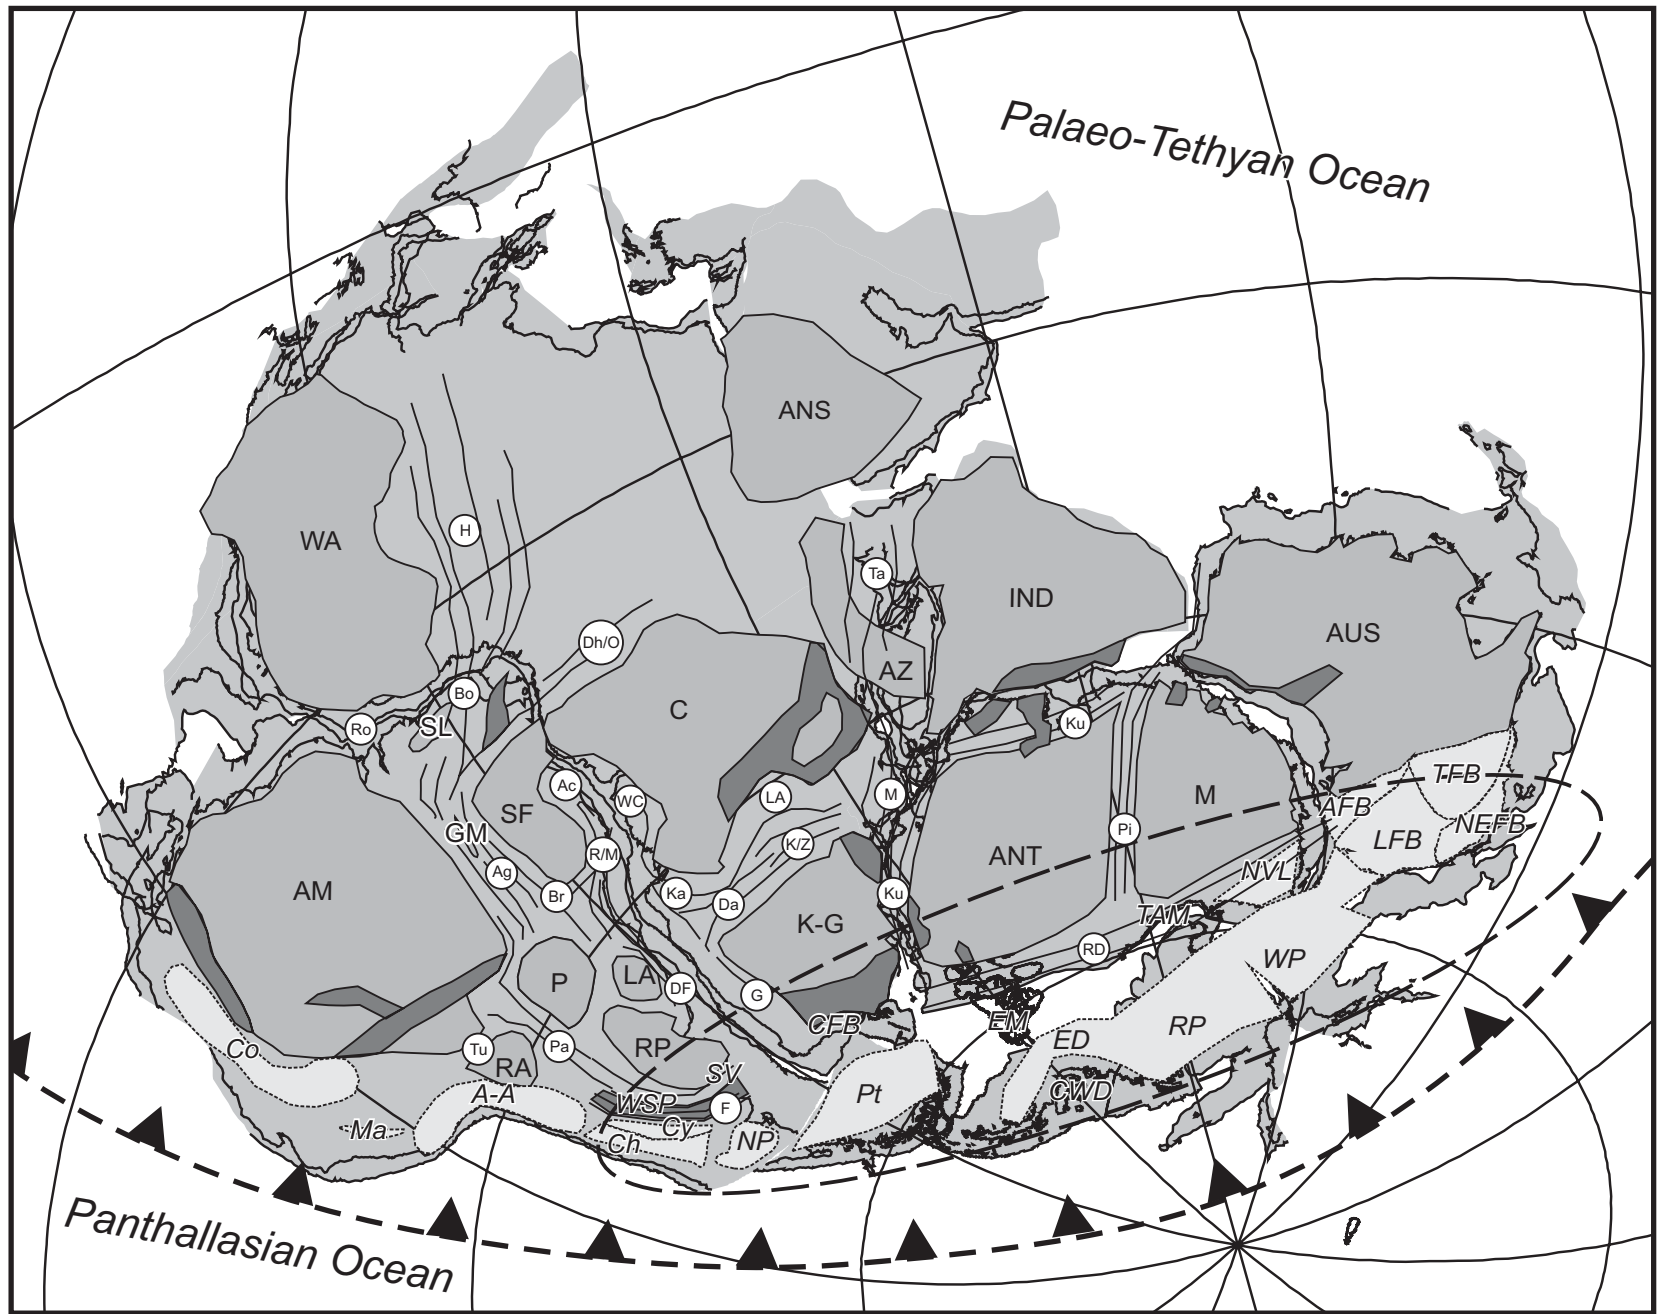 Palaeo-Tethyan Ocean
ANS
WA
H
Ta
IND
AUS
Dh/O
AZ
Bo
C
SL
Ro
Ku
TFB
Ac
WC
LA
M
M
AFB
SF
GM
NEFB
Pi
LFB
R/M
K/Z
ANT
NVL
Ag
AM
Br
Ka
Da
Ku
TAM
K-G
RD
WP
P
LA
DF
G
EM
CFB
RP
ED
Co
Tu
Pa
RP
RA
SV
CWD
A-A
WSP
F
Pt
Ma
Cy
Ch
NP
Panthallasian Ocean